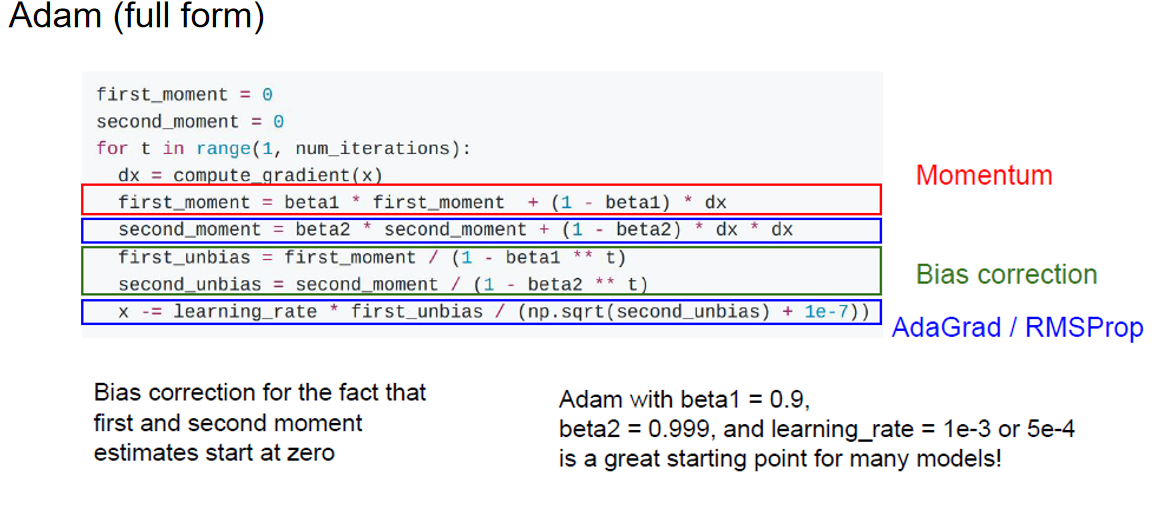 Adam (full form)
first_moment = 0
second_moment = 0
for t in range(1, num_iterations):
  dx = compute_gradient(x)
  first_moment = beta1 * first_moment  + (1 - beta1) * dx
  second_moment = beta2 * second_moment + (1 - beta2) * dx * dx
  first_unbias = first_moment / (1 - beta1 ** t)
  second_unbias = second_moment / (1 - beta2 ** t)
  x -= learning_rate * first_unbias / (np.sqrt(second_unbias) + 1e-7))
Momentum
Bias correction
AdaGrad / RMSProp
Bias correction for the fact that
first and second moment
estimates start at zero
Adam with beta1 = 0.9,
beta2 = 0.999, and learning_rate = 1e-3 or 5e-4
is a great starting point for many models!